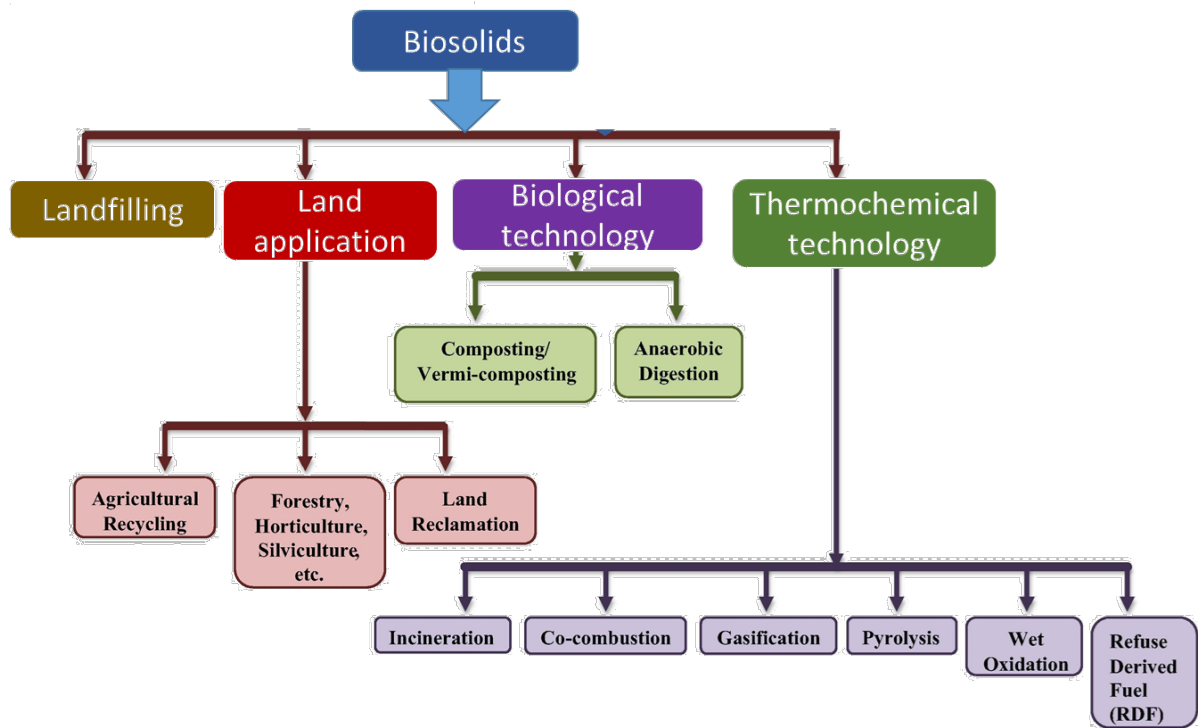 Biosolids
Landfilling
Land
application
Biological
technology
Thermochemical
technology
Composting/
Vermi-composting
Anaerobic
Digestion
Agricultural
Recycling
Forestry,
Horticulture,
Silviculture,
etc.
Land
Reclamation
Incineration
Co-combustion
Gasification
Pyrolysis
Wet
Oxidation
Refuse
Derived
Fuel
(RDF)